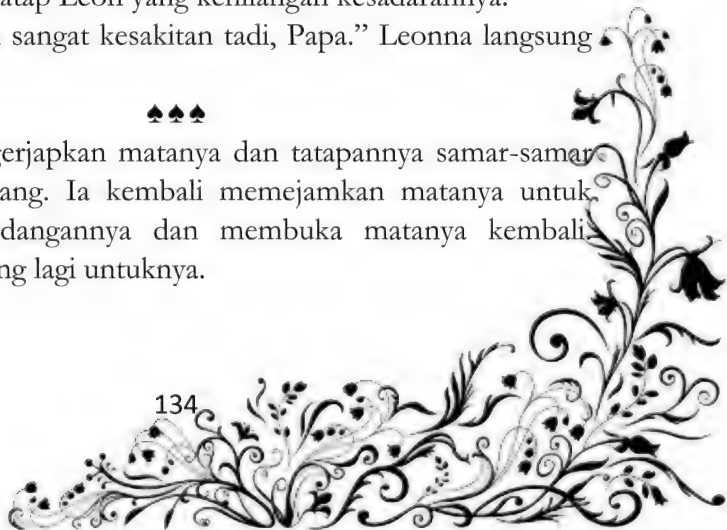 Leon yang kehilangan kesadarannya.
sangat kesakitan tadi, Papa.” Leonna langsung
♠♠♠
matanya dan tatapannya samar-samar
Ia kembali memejamkan matanya untuk
dan membuka matanya kembali.
lagi untuknya.
134